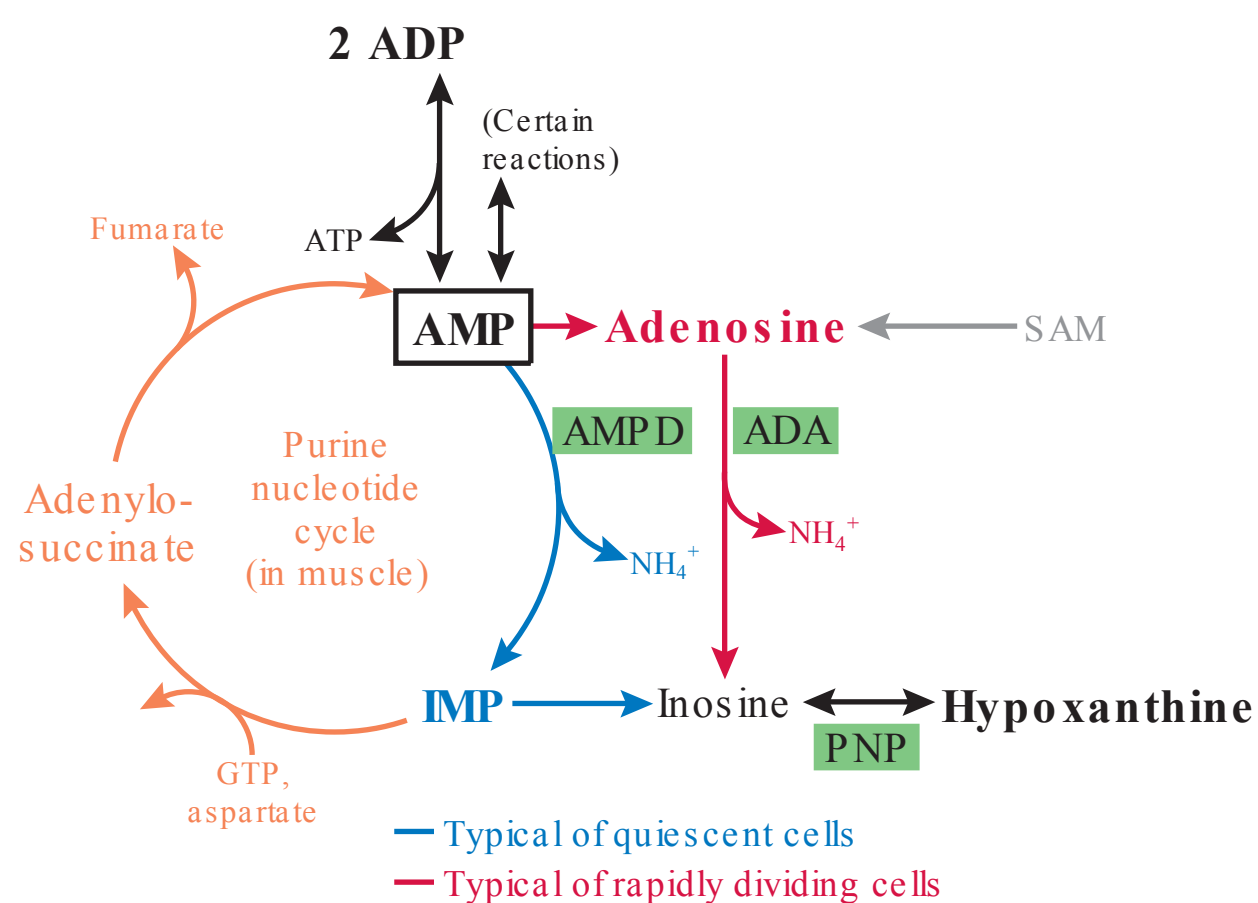 2 ADP
(Certain
reactions)
Fumarate
ATP
AMP
Adenosine
SAM
AMPD
ADA
Purine
nucleotide
cycle
(in muscle)
Adenylo-
succinate
NH₄⁺
NH₄⁺
IMP
Inosine
Hypoxanthine
PNP
GTP,
aspartate
Typical of quiescent cells
Typical of rapidly dividing cells